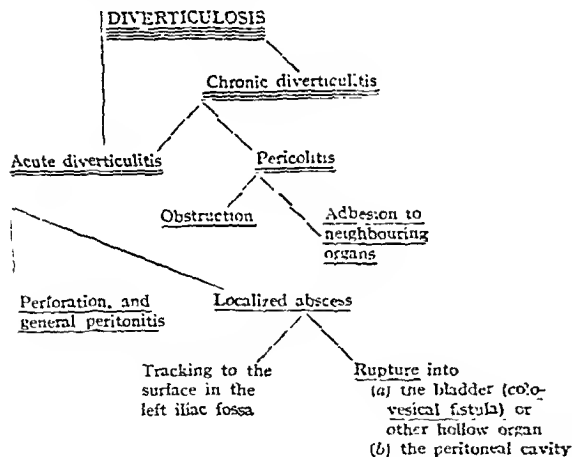 DIVERTICULOSIS
Chronic diverticulitis
Acute diverticulitis
Pericolitis
Obstruction
Adhesion to
neighbouring
organs
Perforation, and
general peritonitis
Localized abscess
Tracking to the
surface in the
left iliac fossa
Rupture into
(a) the bladder (colo-
vesical fistula) or
other hollow organ
(b) the peritoneal cavity